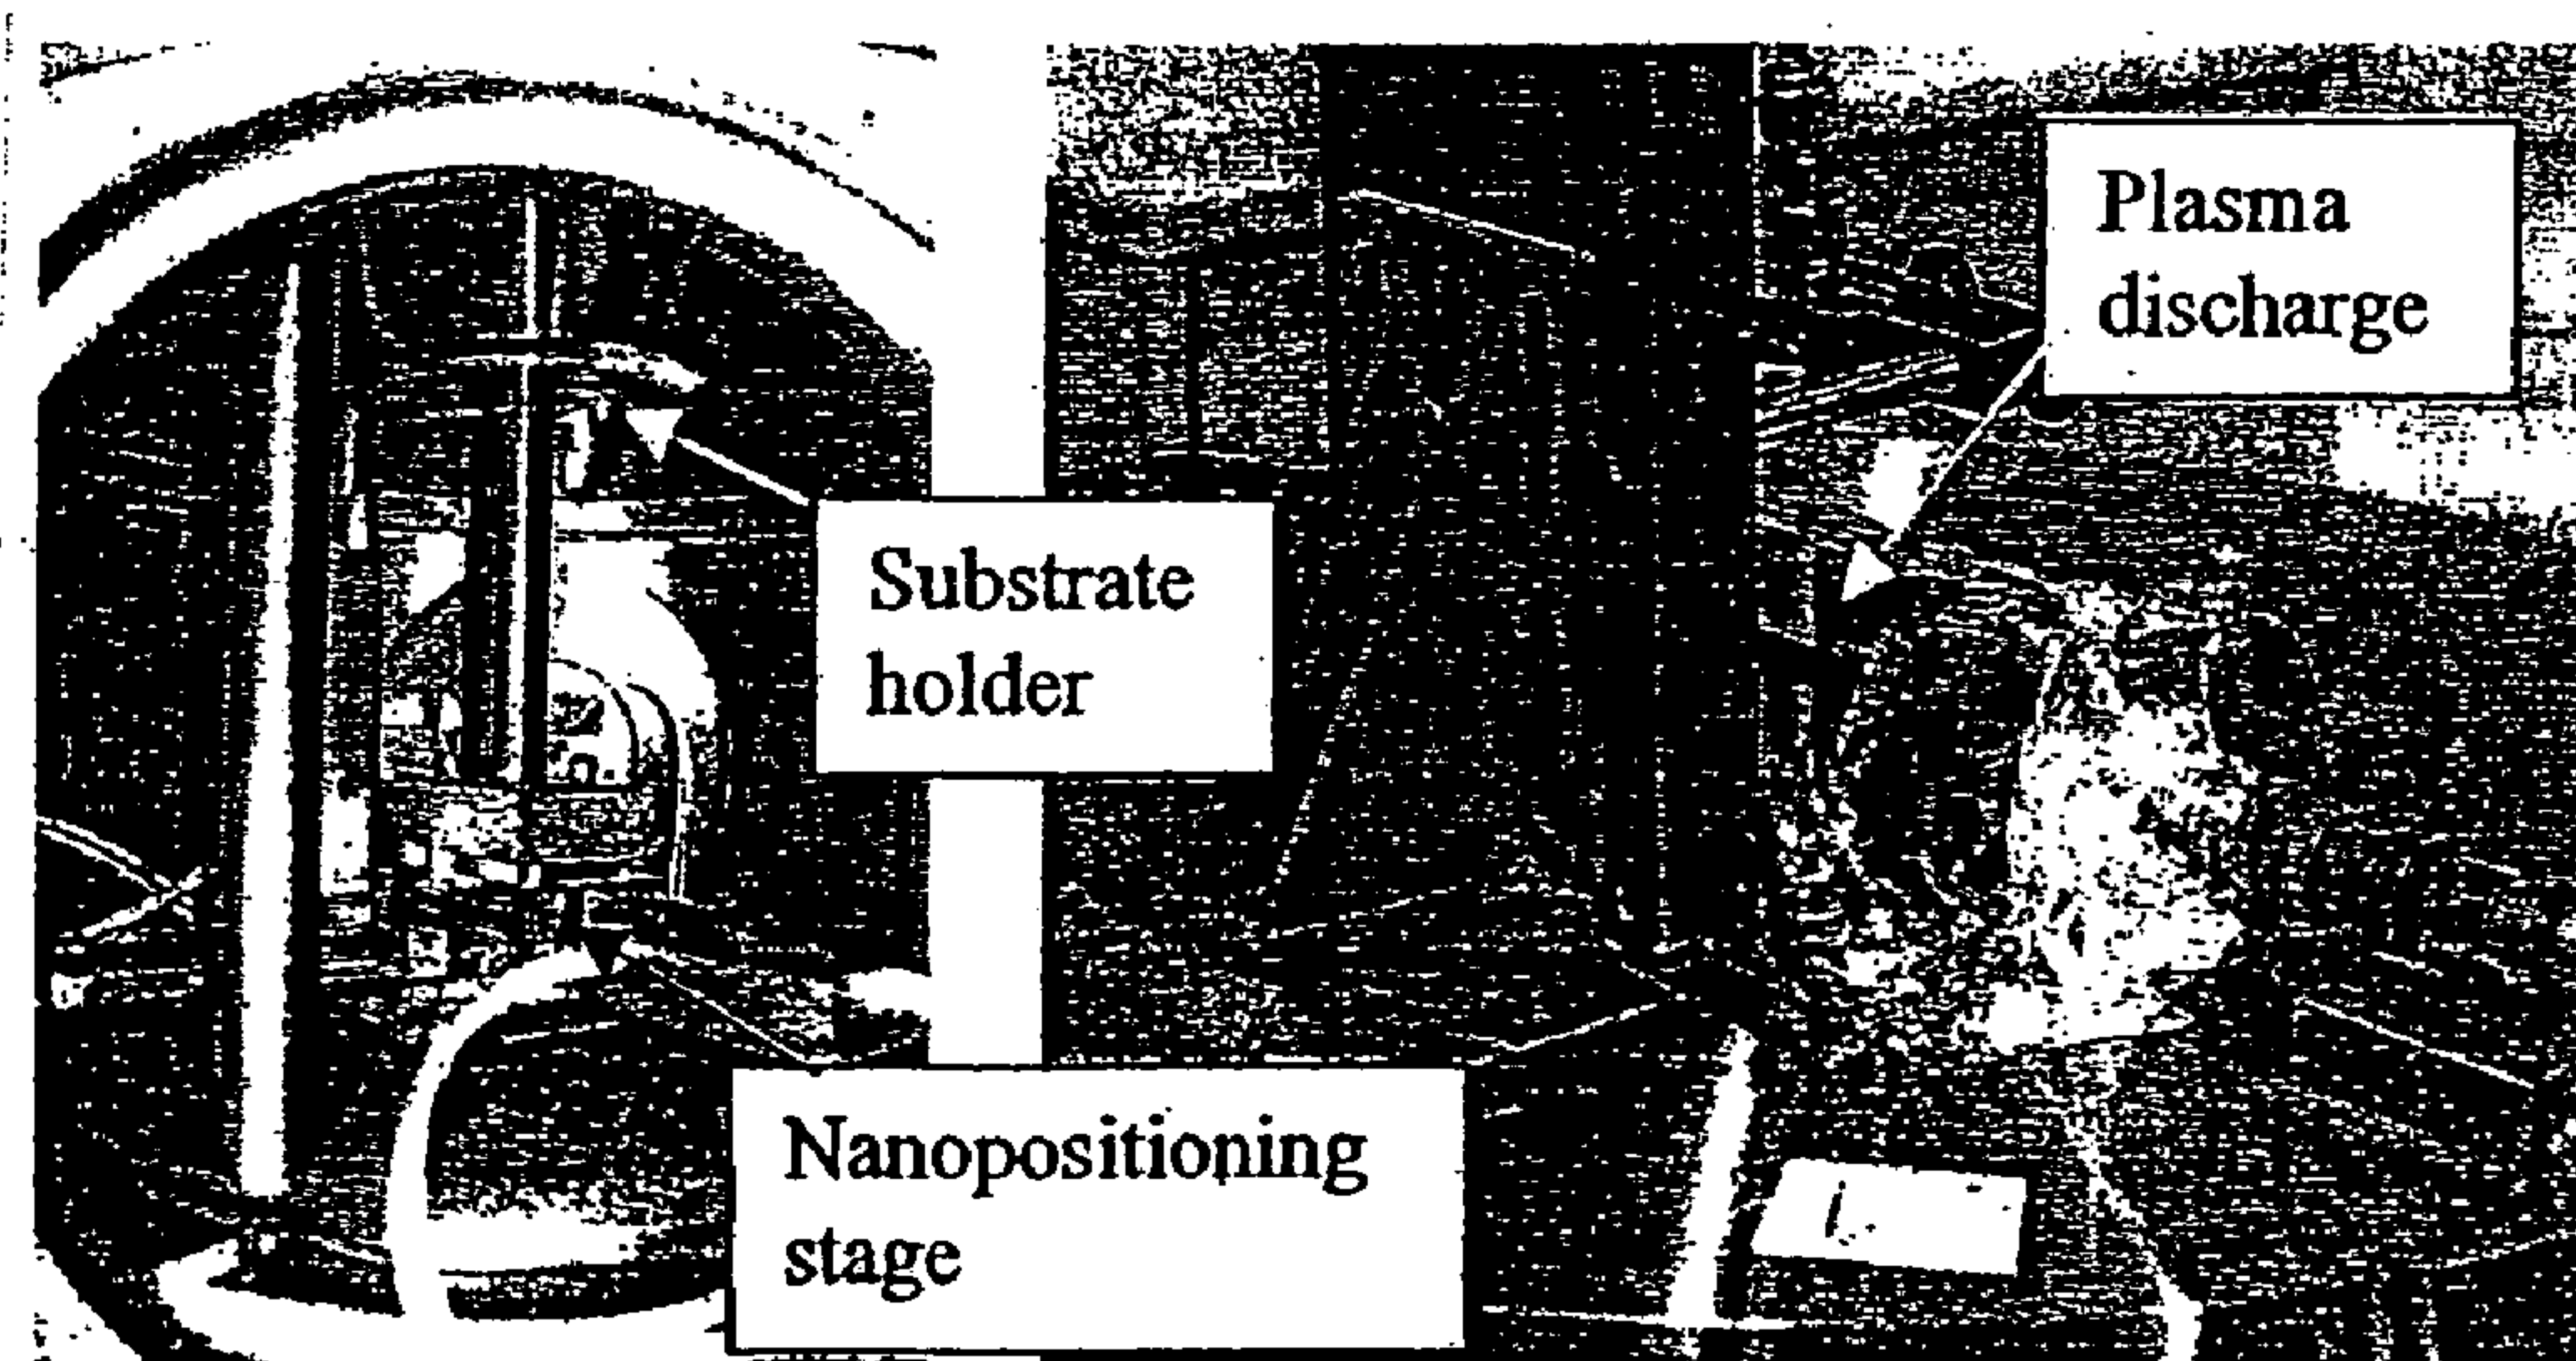 Plasma
discharge
Substrate
holder
Nanopositioning
stage